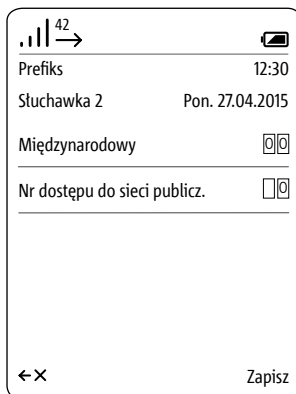 42
Prefiks 12:30
Słuchawka 2 Pon. 27.04.2015
Międzynarodowy 00
Nr dostępu do sieci publicz. 0
Zapisz